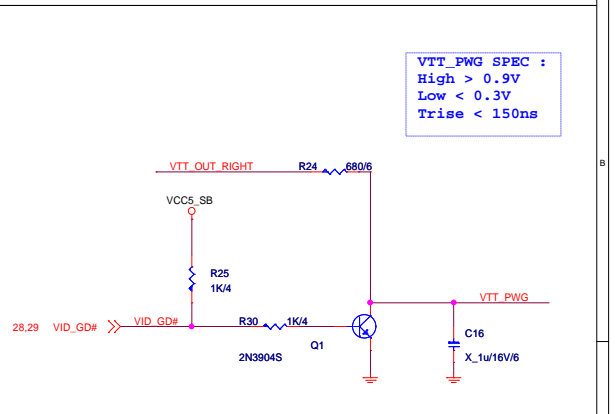 VTT_PWG SPEC :
High > 0.9V
Low < 0.3V
Trise < 150ns
B
VTT_OUT_RIGHT
R24
680/6
VCC5_SB
R25
1K/4
VTT_PWG
28,29
VID_GD#
VID_GD#
R30
1K/4
Q1
2N3904S
C16
X_1u/16V/6